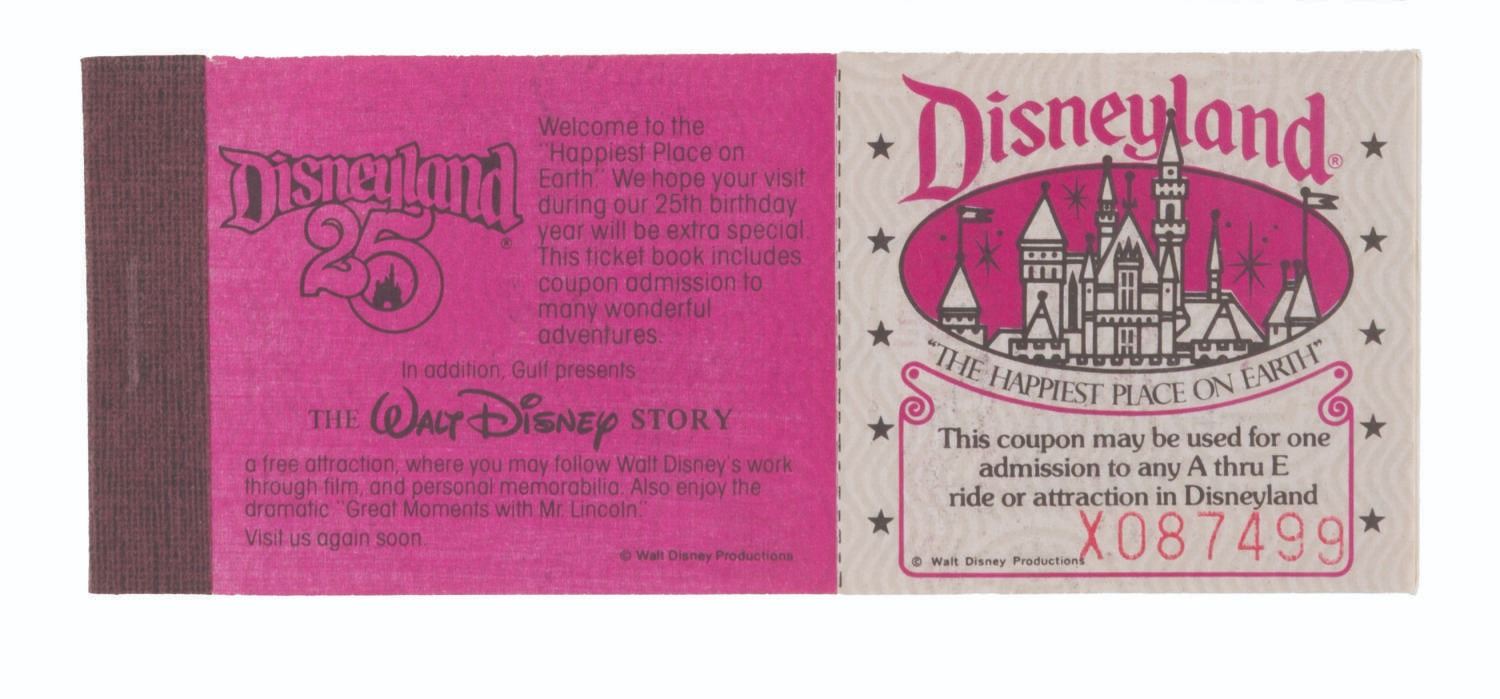 Disneyland
25®
Welcome to the
"Happiest Place on
Earth." We hope your visit
during our 25th birthday
year will be extra special.
This ticket book includes
coupon admission to
many wonderful
adventures.
In addition, Gulf presents
THE WALT DISNEY STORY
a free attraction, where you may follow Walt Disney's work
through film, and personal memorabilia. Also enjoy the
dramatic "Great Moments with Mr. Lincoln."
Visit us again soon.
© Walt Disney Productions
Disneyland®
"THE HAPPIEST PLACE ON EARTH"
This coupon may be used for one
admission to any A thru E
ride or attraction in Disneyland
X087499
© Walt Disney Productions